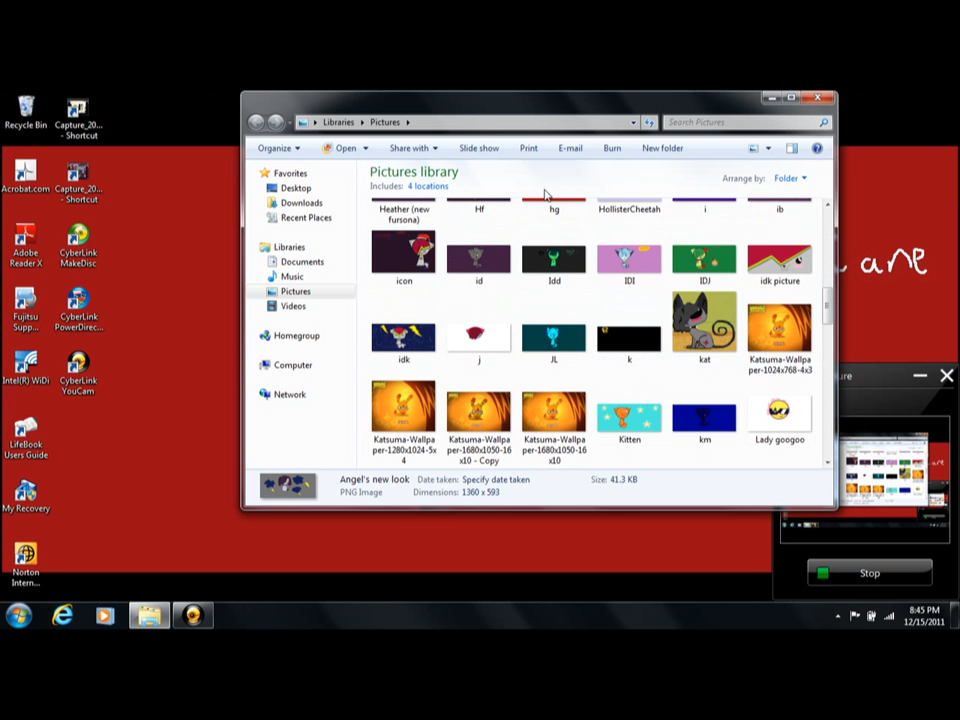 Recycle Bin
Capture_20...
- Shortcut
Acrobat.com
Capture_20...
- Shortcut
Adobe
Reader X
CyberLink
MakeDisc
Fujitsu
Supp...
CyberLink
PowerDirec...
Intel(R) WiDi
CyberLink
YouCam
LifeBook
Users Guide
My Recovery
Norton
Intern...
Libraries
Pictures
Search Pictures
Organize
Open
Share with
Slide show
Print
E-mail
Burn
New folder
Favorites
Desktop
Downloads
Recent Places
Libraries
Documents
Music
Pictures
Videos
Homegroup
Computer
Network
Pictures library
Includes: 4 locations
Arrange by: Folder
Heather (new
fursona)
Hf
hg
HollisterCheetah
i
ib
icon
id
Idd
IDI
IDJ
idk picture
idk
j
JL
k
kat
Katsuma-Wallpa
per-1024x768-4x3
Katsuma-Wallpa
per-1280x1024-5x
4
Katsuma-Wallpa
per-1680x1050-16
x10 - Copy
Katsuma-Wallpa
per-1680x1050-16
x10
Kitten
km
Lady googoo
Angel's new look
PNG Image
Date taken: Specify date taken
Dimensions: 1360 x 593
Size: 41.3 KB
are
ure
Stop
8:45 PM
12/15/2011